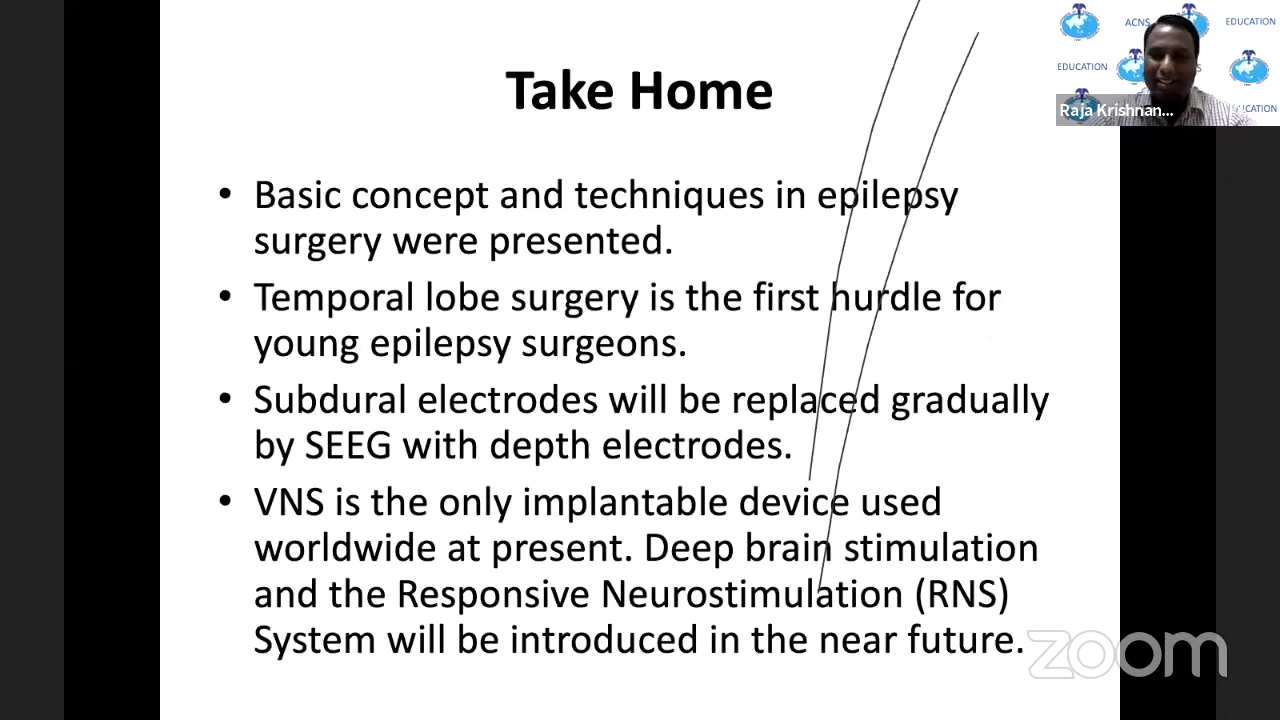 Take Home
• Basic concept and techniques in epilepsy
surgery were presented.
• Temporal lobe surgery is the first hurdle for
young epilepsy surgeons.
• Subdural electrodes will be replaced gradually
by SEEG with depth electrodes.
• VNS is the only implantable device used
worldwide at present. Deep brain stimulation
and the Responsive Neurostimulation (RNS)
System will be introduced in the near future.
ACNS
EDUCATION
EDUCATION
Raja Krishnan...
zoom